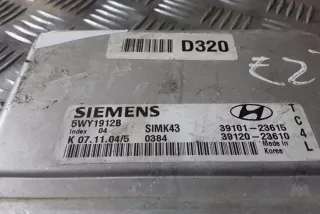 D320
SIEMENS
5WY1912B
Index 04 SIMK43 39101-23615
K 07.11.04/5 0384 39120-23610
Made in
Korea
TC4L